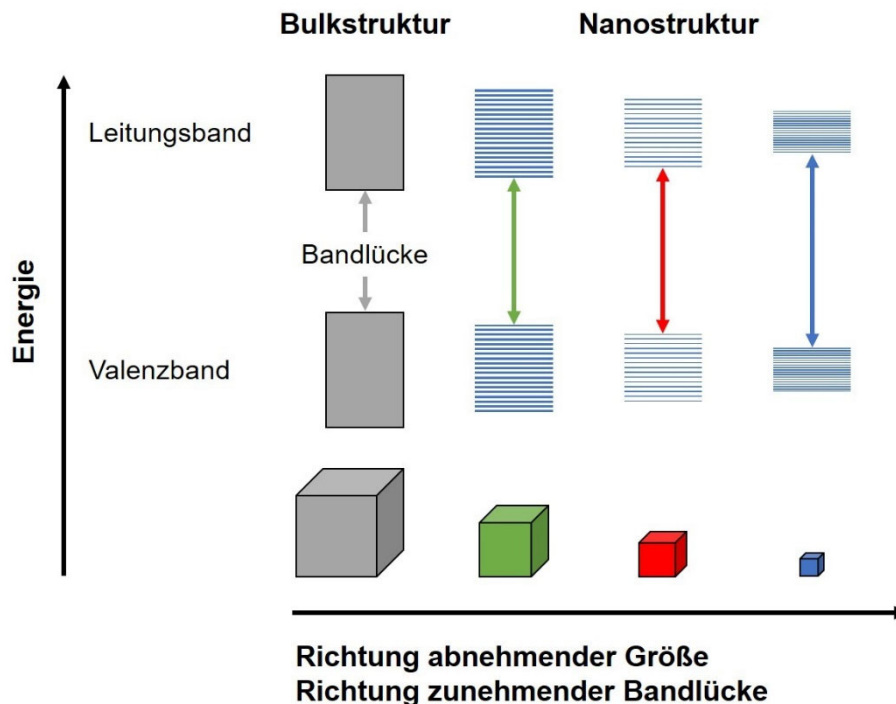 Bulkstruktur
Nanostruktur
Leitungsband
Bandlücke
Valenzband
Energie
Richtung abnehmender Größe
Richtung zunehmender Bandlücke